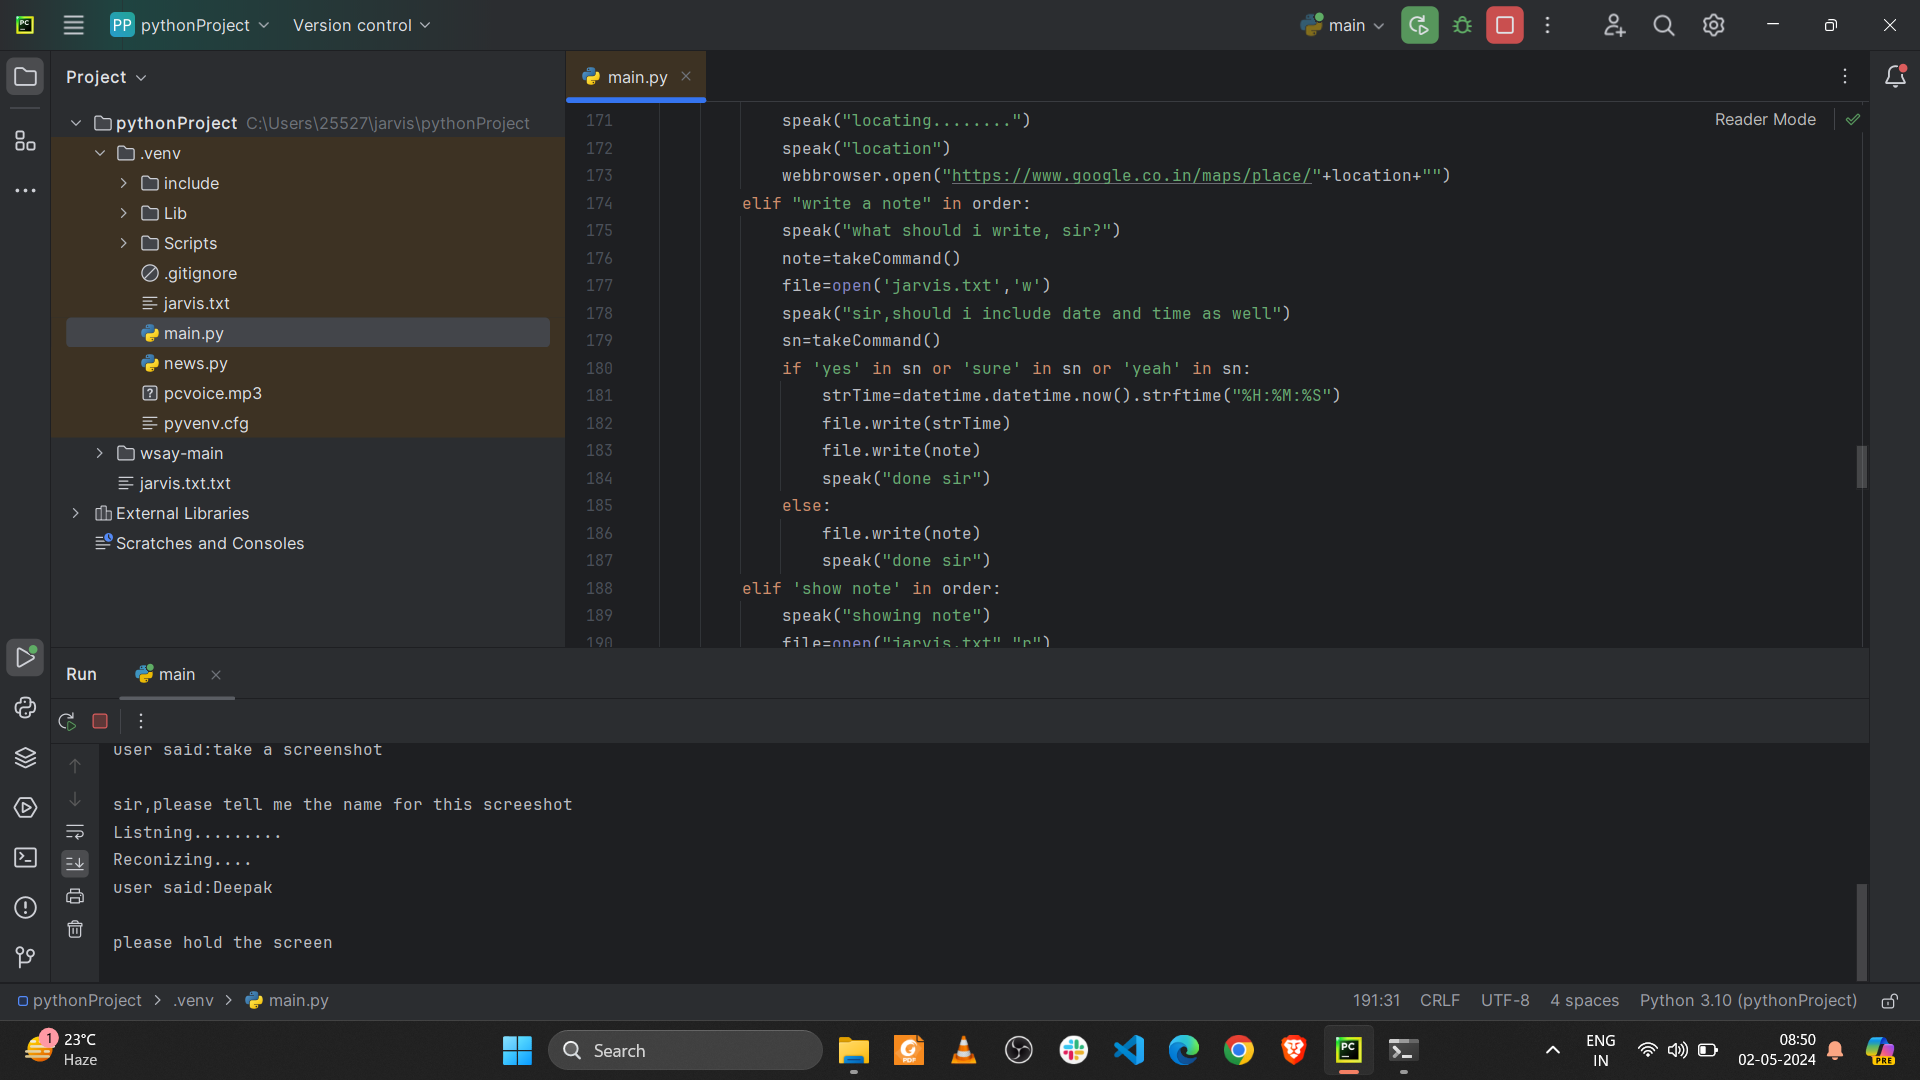 PC
PP pythonProject
Version control
main
Project
main.py
pythonProject C:\Users\25527\jarvis\pythonProject
.venv
include
Lib
Scripts
.gitignore
jarvis.txt
main.py
news.py
pcvoice.mp3
pyvenv.cfg
wsay-main
jarvis.txt.txt
External Libraries
Scratches and Consoles
Reader Mode
171 speak("locating........")
172 speak("location")
173 webbrowser.open("https://www.google.co.in/maps/place/"+location+"")
174 elif "write a note" in order:
175 speak("what should i write, sir?")
176 note=takeCommand()
177 file=open('jarvis.txt','w')
178 speak("sir,should i include date and time as well")
179 sn=takeCommand()
180 if 'yes' in sn or 'sure' in sn or 'yeah' in sn:
181 strTime=datetime.datetime.now().strftime("%H:%M:%S")
182 file.write(strTime)
183 file.write(note)
184 speak("done sir")
185 else:
186 file.write(note)
187 speak("done sir")
188 elif 'show note' in order:
189 speak("showing note")
190 file=open("jarvis.txt","r")
Run
main
user said:take a screenshot
sir,please tell me the name for this screeshot
Listning.........
Reconizing....
user said:Deepak
please hold the screen
pythonProject > .venv > main.py
191:31 CRLF UTF-8 4 spaces Python 3.10 (pythonProject)
1
23°C
Haze
Search
PDF
PC
ENG
IN
08:50
02-05-2024
PRE